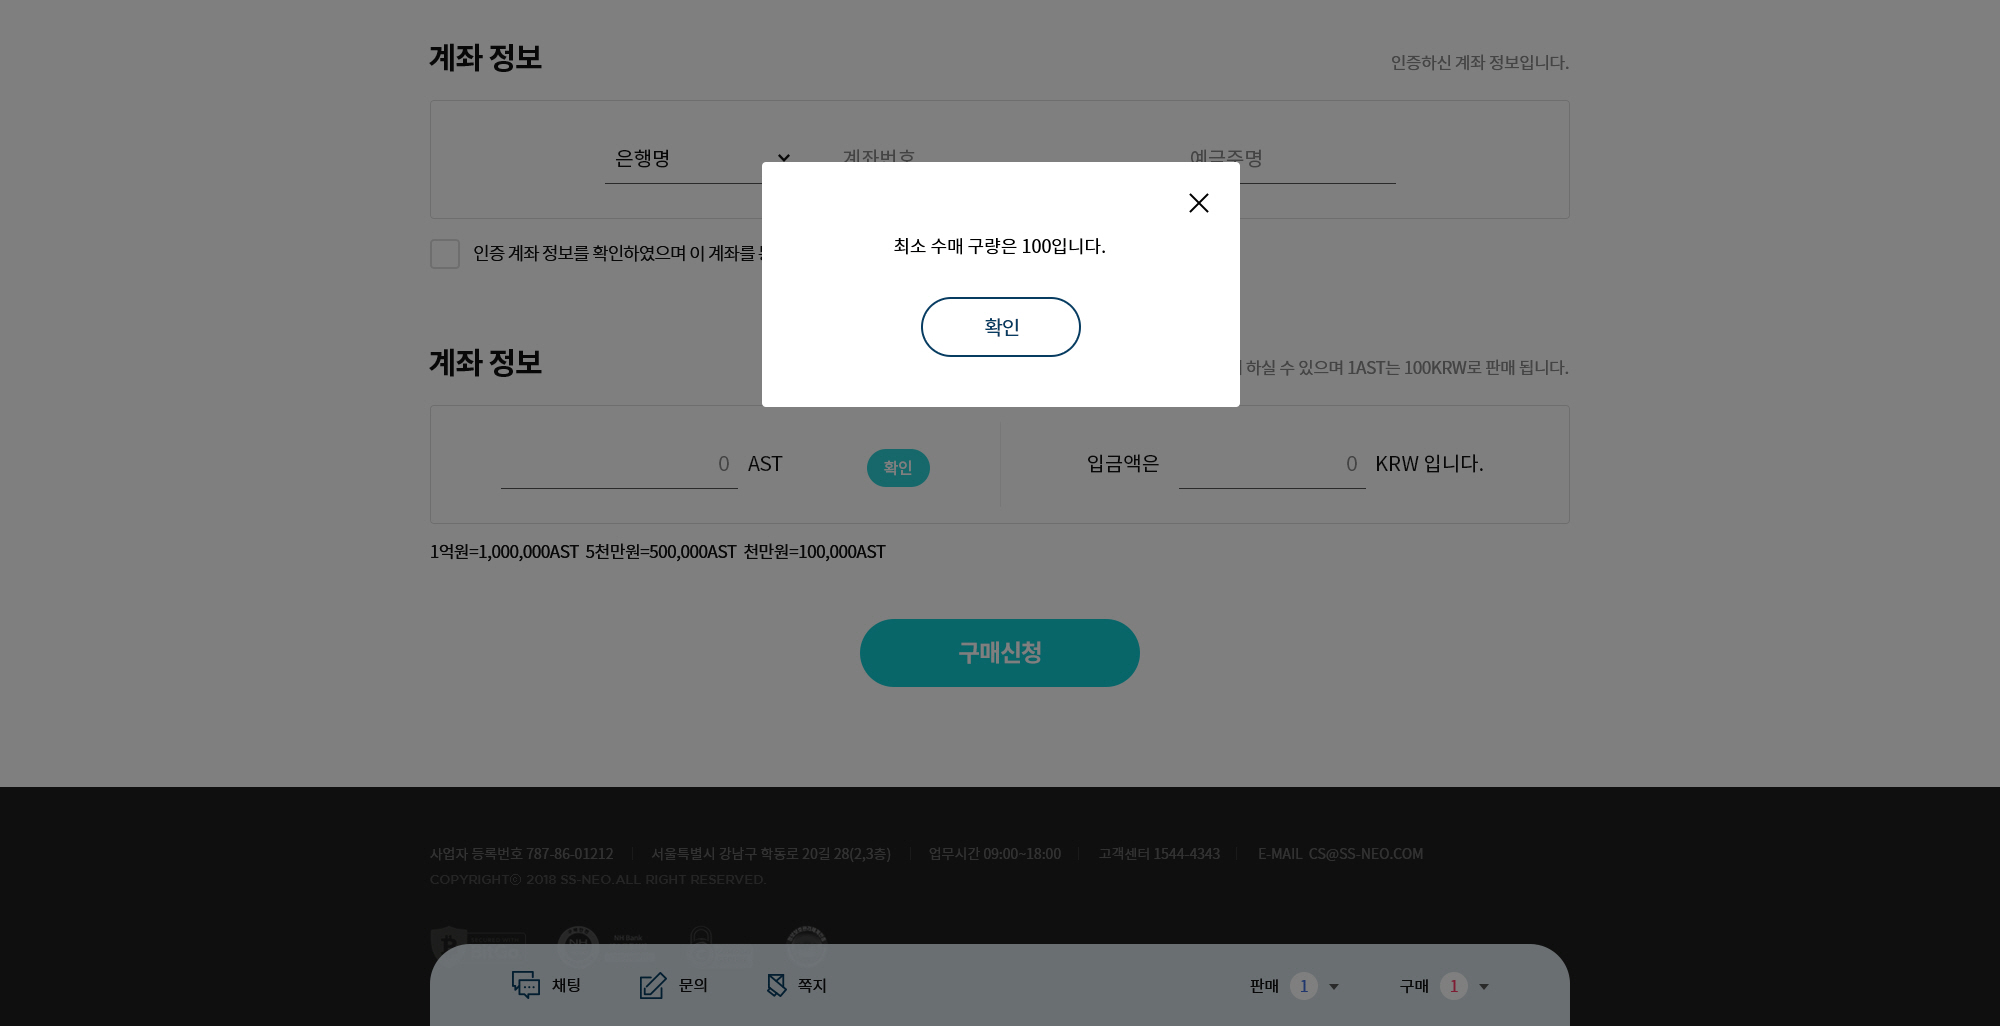 계좌 정보
인증하신 계좌 정보입니다.
은행명
계좌번호
예금주명
최소 수매 구량은 100입니다.
확인
인증 계좌 정보를 확인하였으며 이 계좌를
계좌 정보
하실 수 있으며 1AST는 100KRW로 판매 됩니다.
0 AST
확인
입금액은 0 KRW 입니다.
1억원=1,000,000AST 5천만원=500,000AST 천만원=100,000AST
구매신청
사업자 등록번호 787-86-01212 서울특별시 강남구 학동로 20길 28(2,3층) 업무시간 09:00~18:00 고객센터 1544-4343 E-MAIL CS@SS-NEO.COM
COPYRIGHT© 2018 SS-NEO.ALL RIGHT RESERVED.
NH Bank
채팅
문의
쪽지
판매 1
구매 1